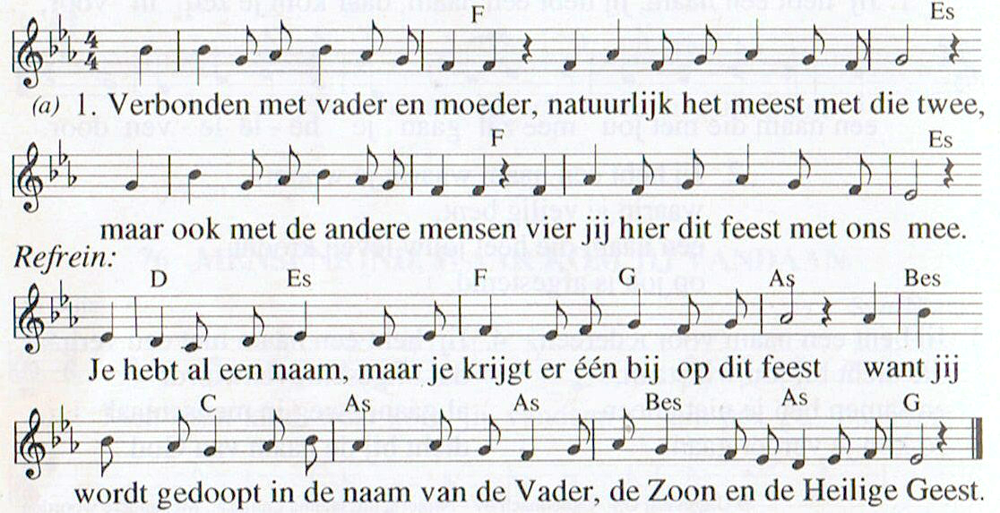 F Es
(a) 1. Verbonden met vader en moeder, natuurlijk het meest met die twee,
F Es
maar ook met de andere mensen vier jij hier dit feest met ons mee.
Refrein:
D Es F G As Bes
Je hebt al een naam, maar je krijgt er één bij op dit feest want jij
C As As Bes As G
wordt gedoopt in de naam van de Vader, de Zoon en de Heilige Geest.